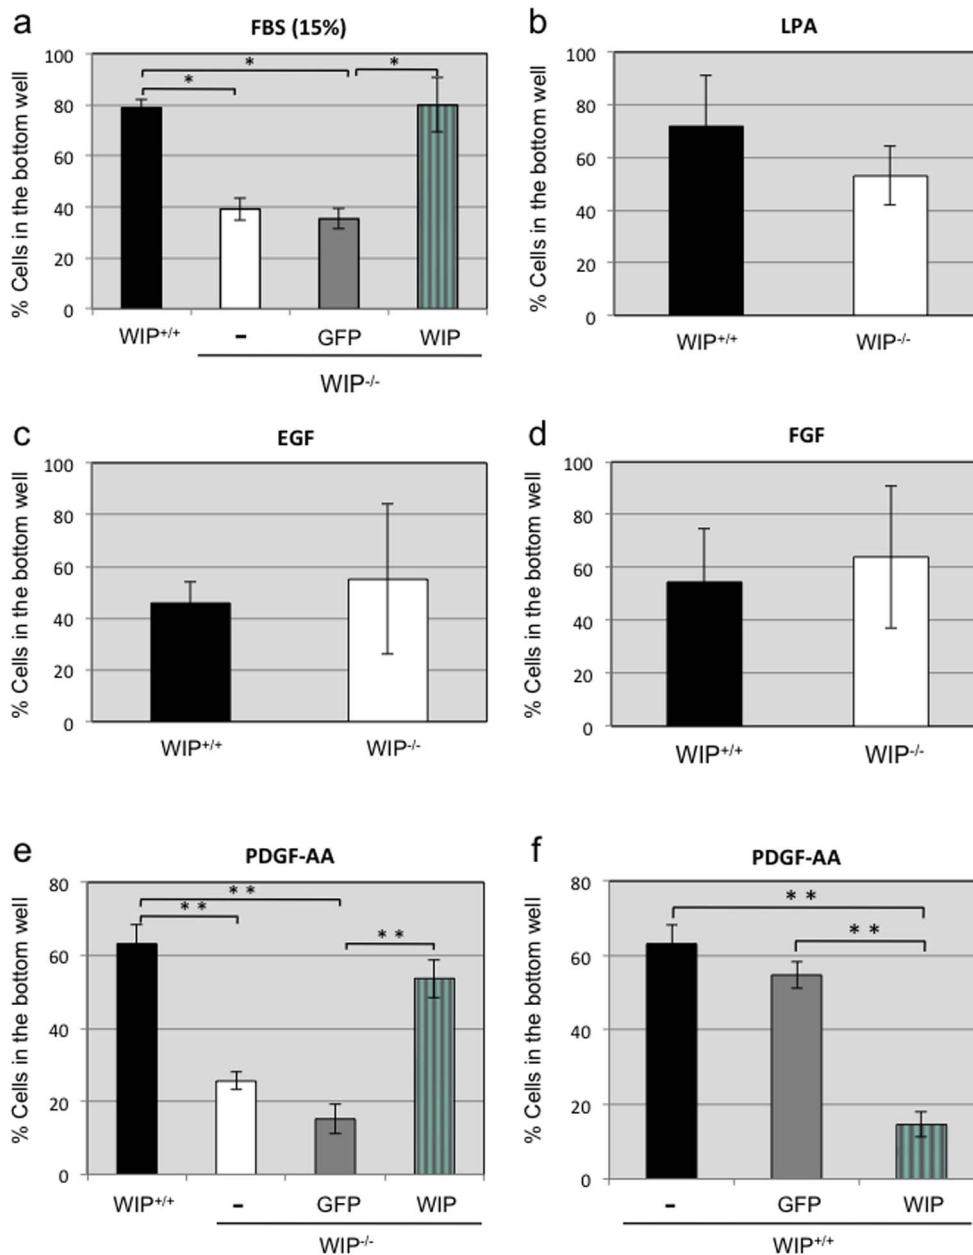 a
FBS (15%)
% Cells in the bottom well
100
80
60
40
20
0
*
*
*
WIP+/+
-
GFP
WIP
WIP-/-
b
LPA
% Cells in the bottom well
100
80
60
40
20
0
WIP+/+
WIP-/-
c
EGF
% Cells in the bottom well
100
80
60
40
20
0
WIP+/+
WIP-/-
d
FGF
% Cells in the bottom well
100
80
60
40
20
0
WIP+/+
WIP-/-
e
PDGF-AA
% Cells in the bottom well
80
60
40
20
0
* *
* *
* *
WIP+/+
-
GFP
WIP
WIP-/-
f
PDGF-AA
% Cells in the bottom well
80
60
40
20
0
* *
* *
-
GFP
WIP
WIP+/+